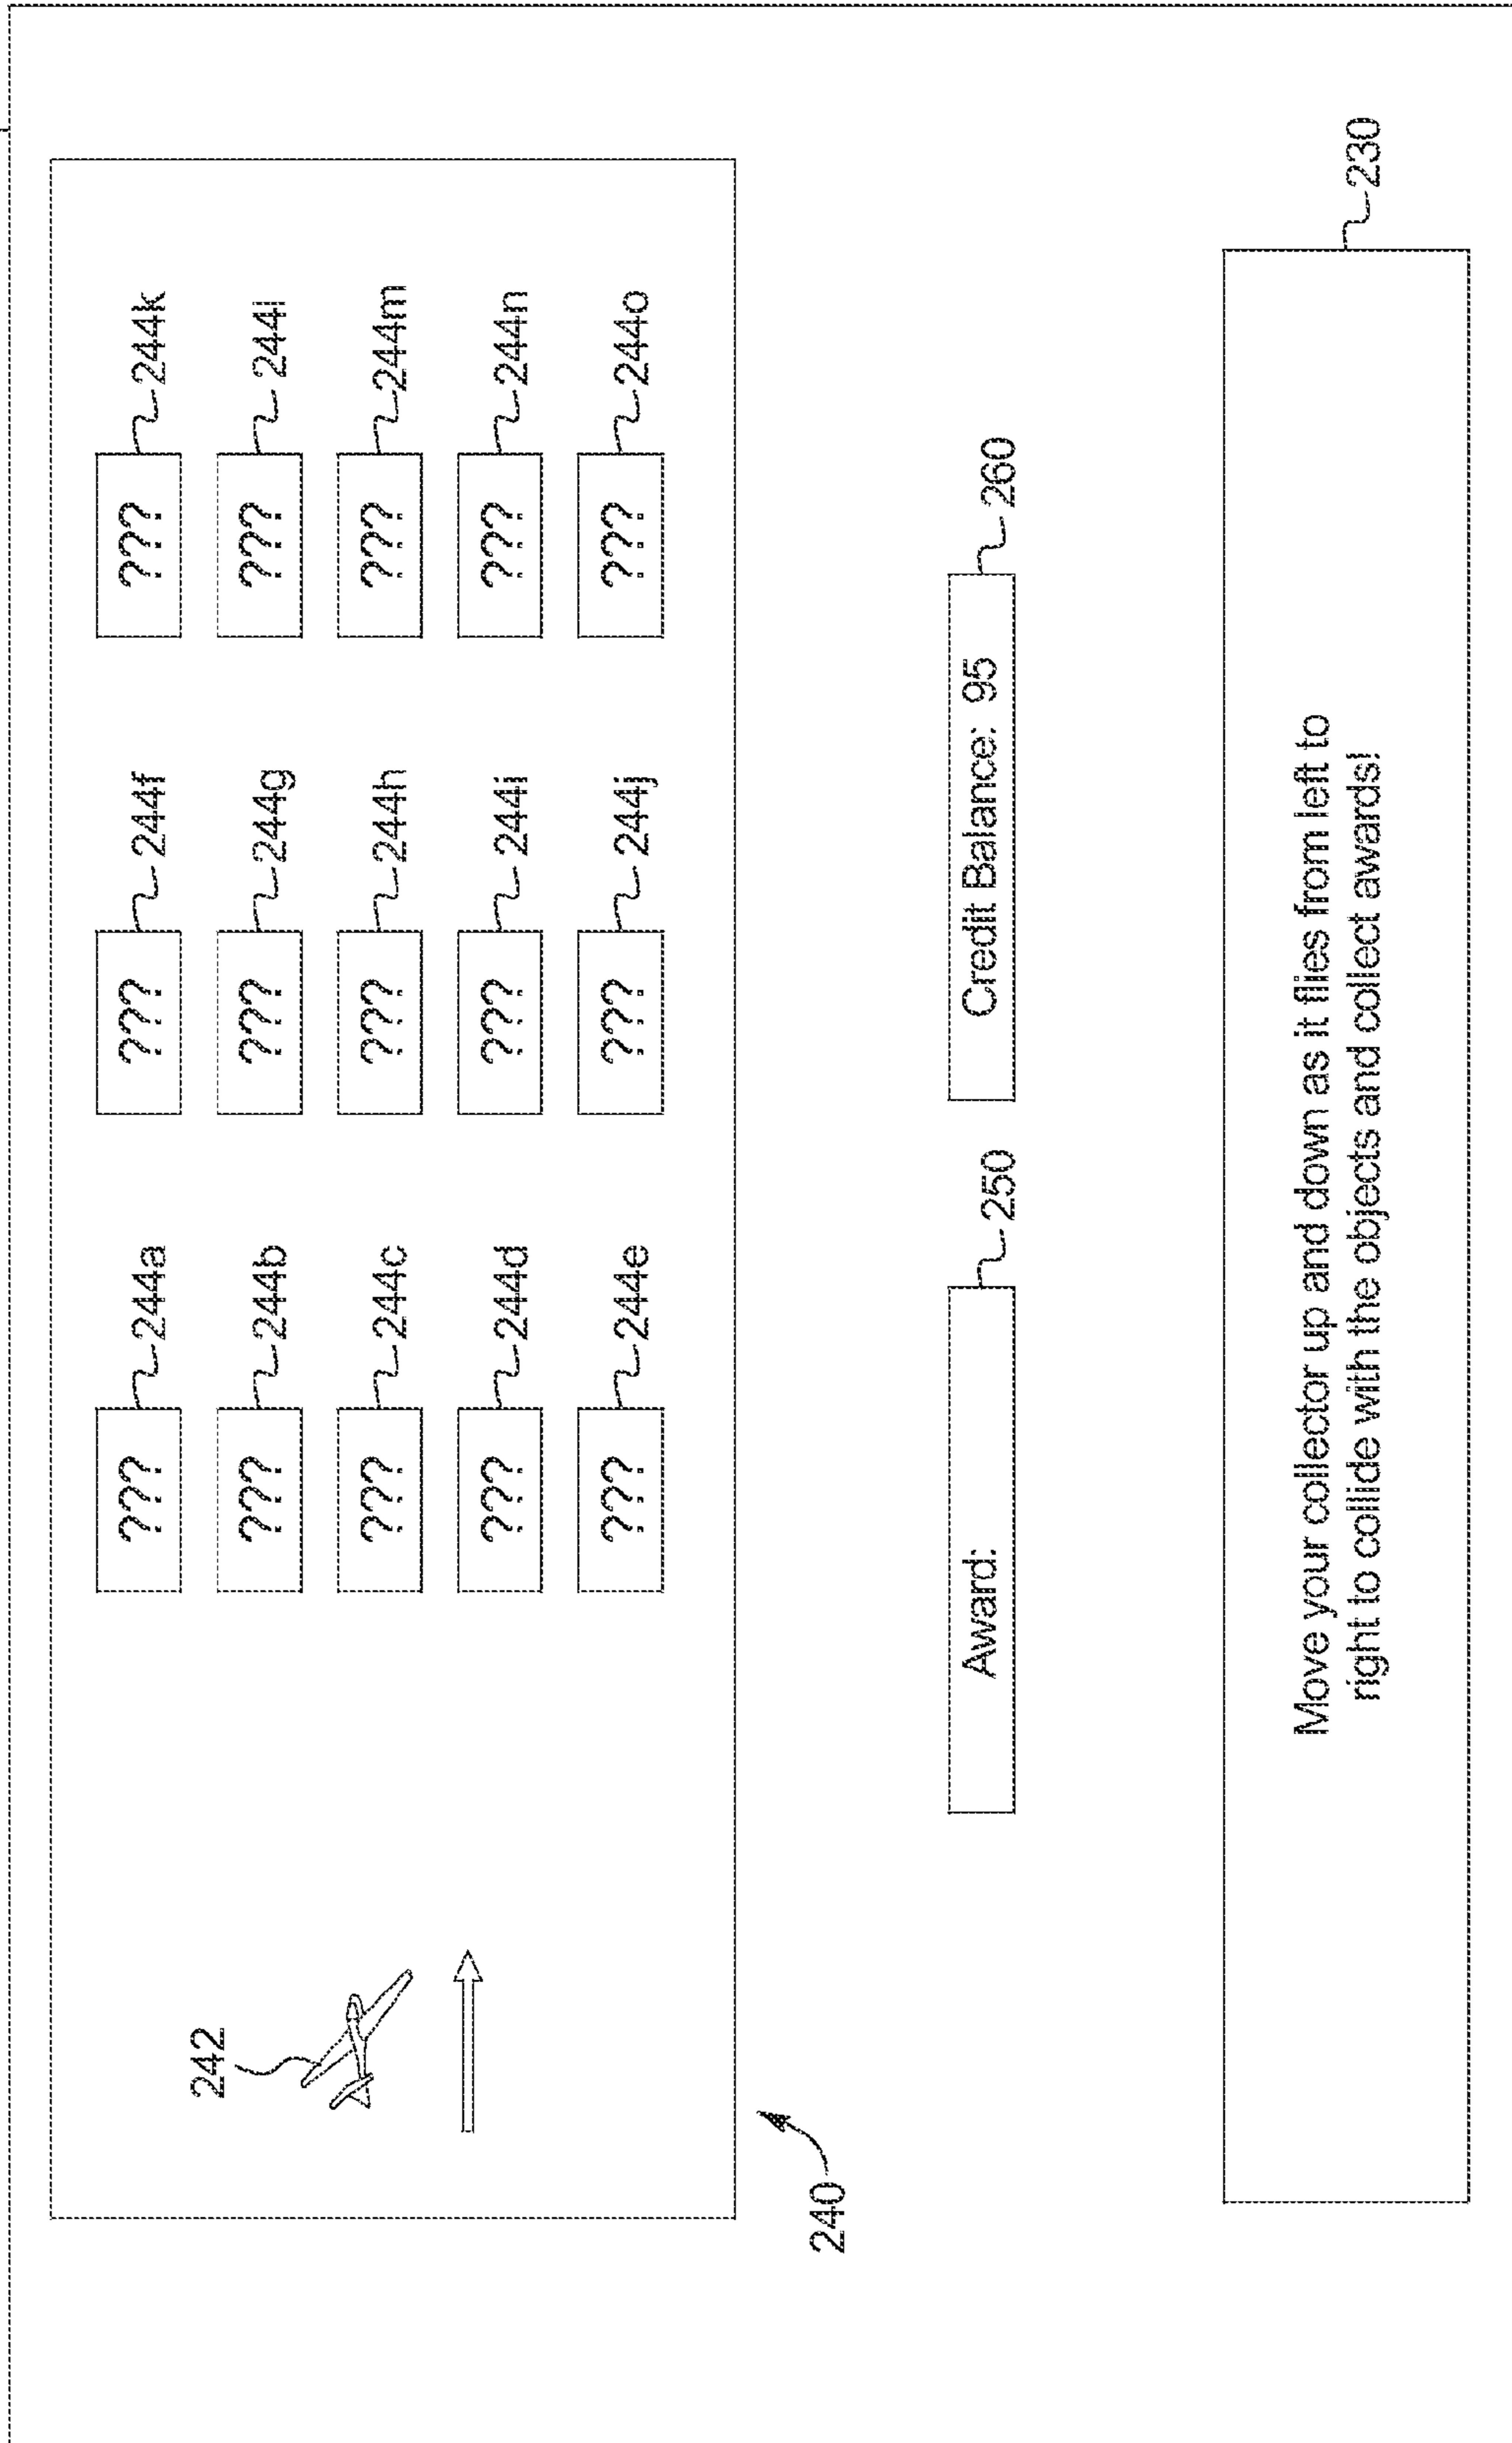 242
??? 244a ??? 244f ??? 244k
??? 244b ??? 244g ??? 244l
??? 244c ??? 244h ??? 244m
??? 244d ??? 244i ??? 244n
??? 244e ??? 244j ??? 244o
240
Award: 250 Credit Balance: 95 260
Move your collector up and down as it flies from left to
right to collide with the objects and collect awards!
230